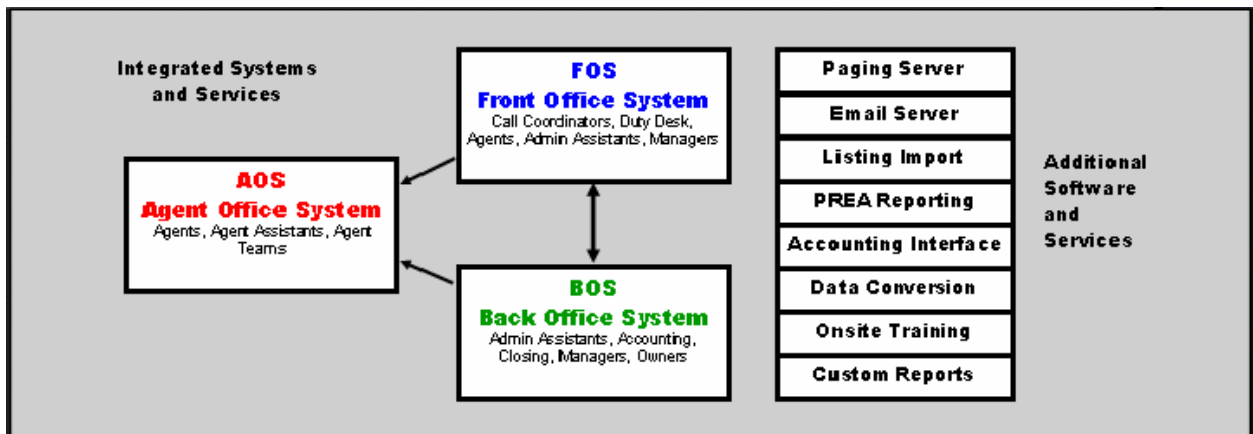 Integrated Systems
and Services
FOS
Front Office System
Call Coordinators, Duty Desk,
Agents, Admin Assistants, Managers
AOS
Agent Office System
Agents, Agent Assistants, Agent
Teams
BOS
Back Office System
Admin Assistants, Accounting,
Closing, Managers, Owners
Paging Server
Email Server
Listing Import
PREA Reporting
Accounting Interface
Data Conversion
Onsite Training
Custom Reports
Additional
Software
and
Services